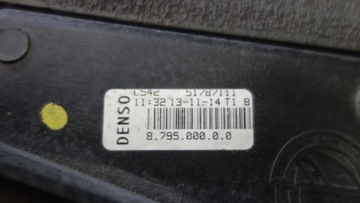 DENSO
C542 51787111
11:32 13-11-14 T1 B
8.795.000.0.0